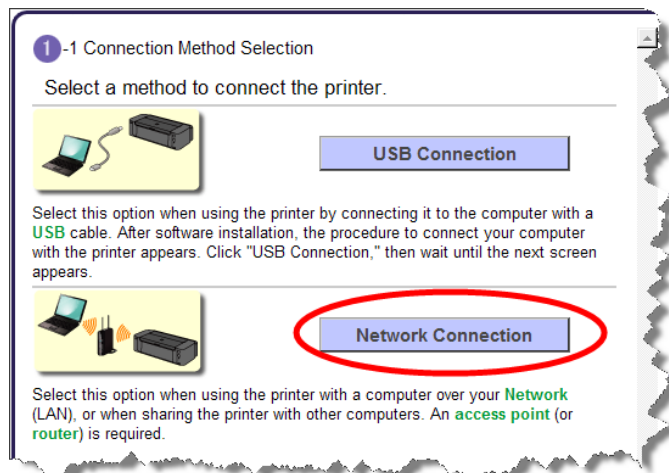 1-1 Connection Method Selection
Select a method to connect the printer.
USB Connection
Select this option when using the printer by connecting it to the computer with a
USB cable. After software installation, the procedure to connect your computer
with the printer appears. Click "USB Connection," then wait until the next screen
appears.
Network Connection
Select this option when using the printer with a computer over your Network
(LAN), or when sharing the printer with other computers. An access point (or
router) is required.